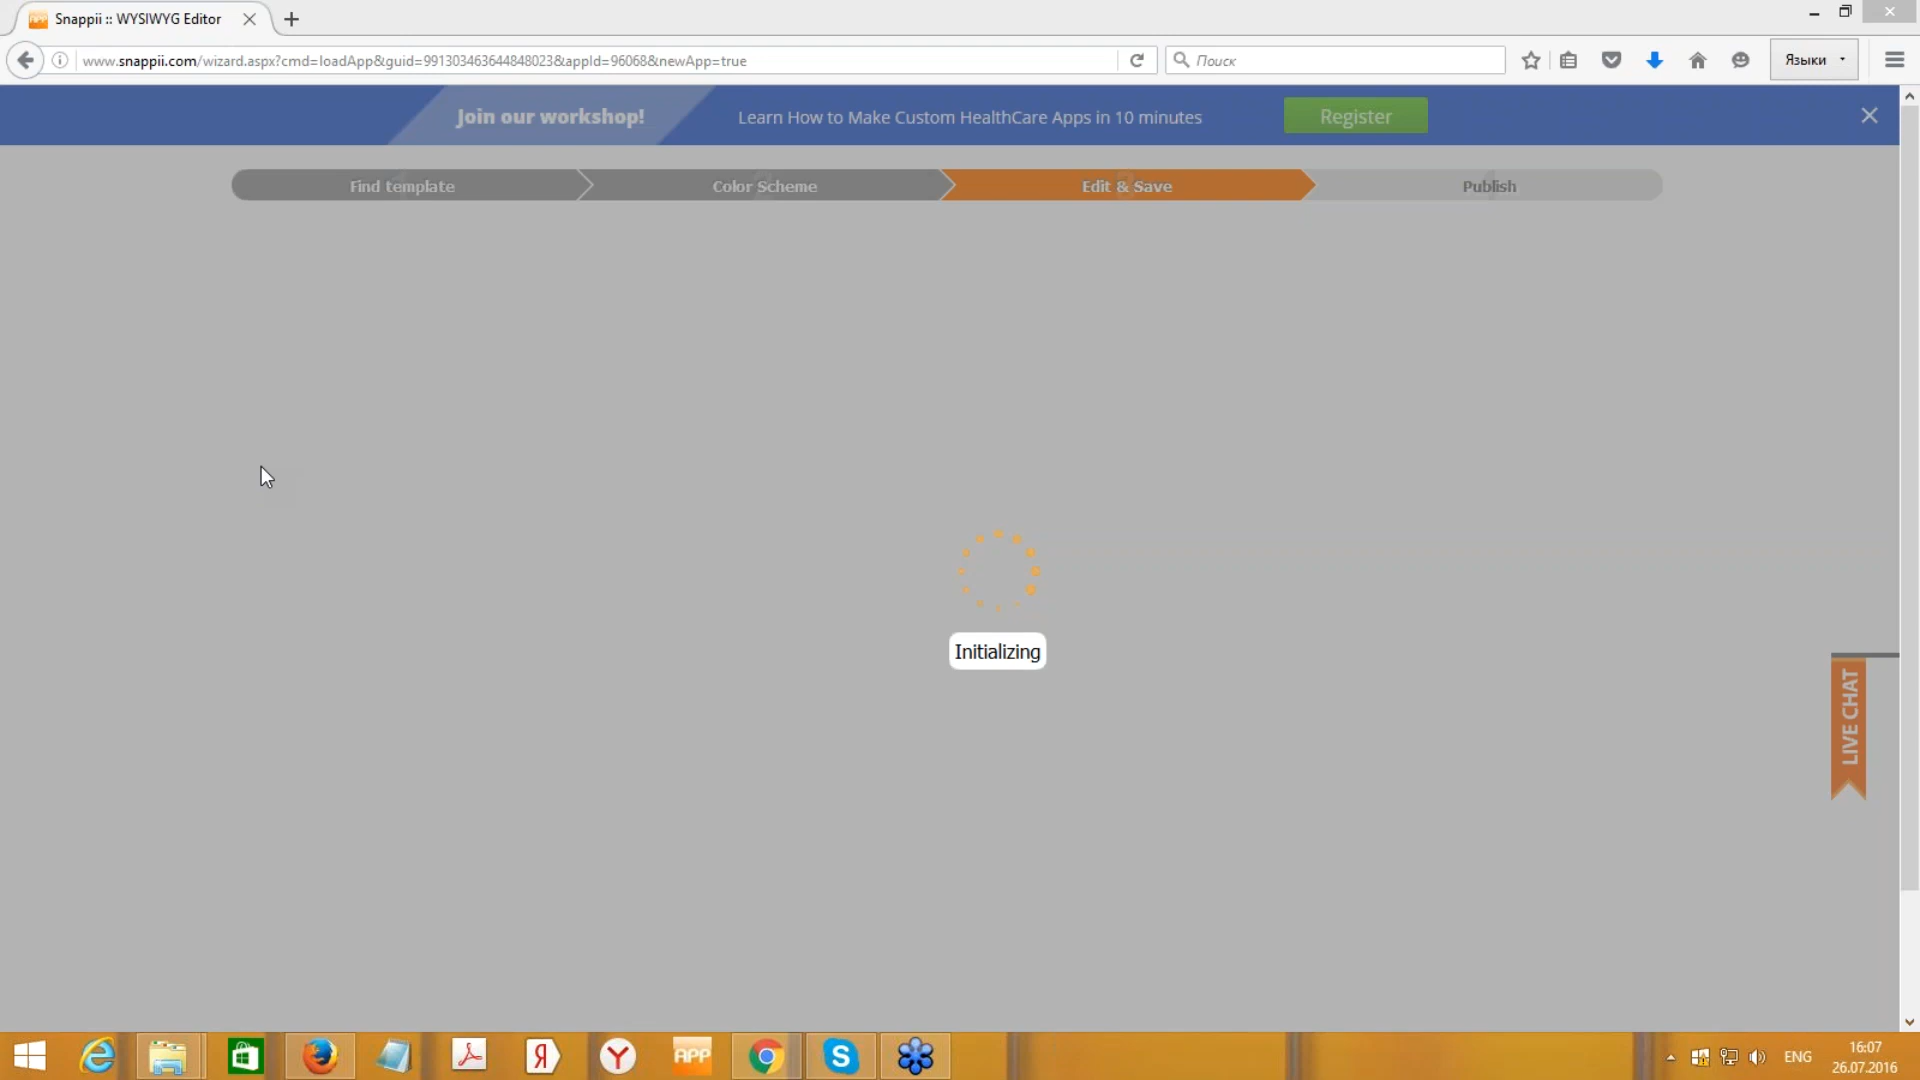 Snappii :: WYSIWYG Editor
www.snappii.com/wizard.aspx?cmd=loadApp&guid=991303463644848023&appId=96068&newApp=true
Поиск
Языки
Join our workshop!
Learn How to Make Custom HealthCare Apps in 10 minutes
Register
Find template
Color Scheme
Edit & Save
Publish
Initializing
LIVE CHAT
APP
ENG
16:07
26.07.2016